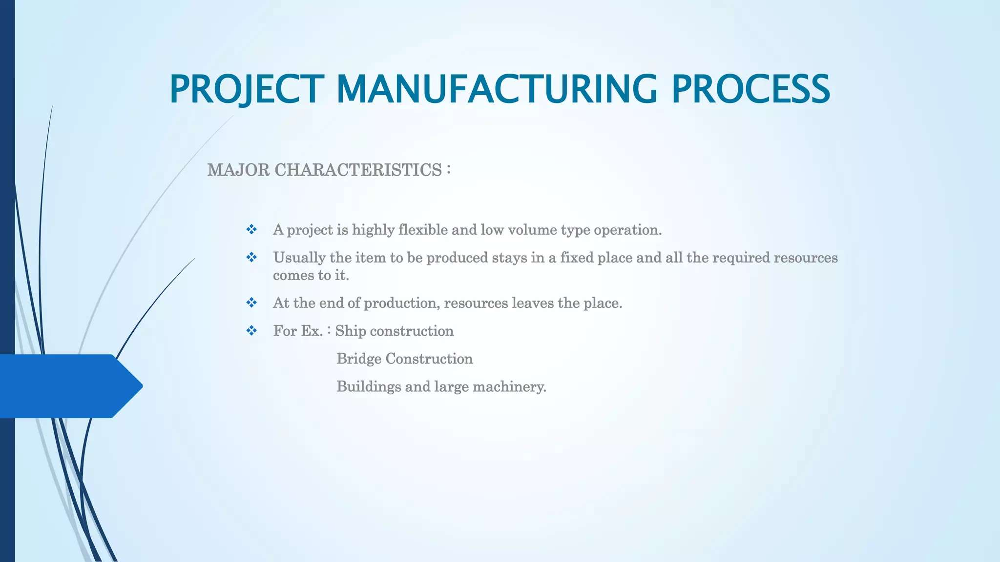 PROJECT MANUFACTURING PROCESS
MAJOR CHARACTERISTICS :
❖ A project is highly flexible and low volume type operation.
❖ Usually the item to be produced stays in a fixed place and all the required resources
comes to it.
❖ At the end of production, resources leaves the place.
❖ For Ex. : Ship construction
Bridge Construction
Buildings and large machinery.